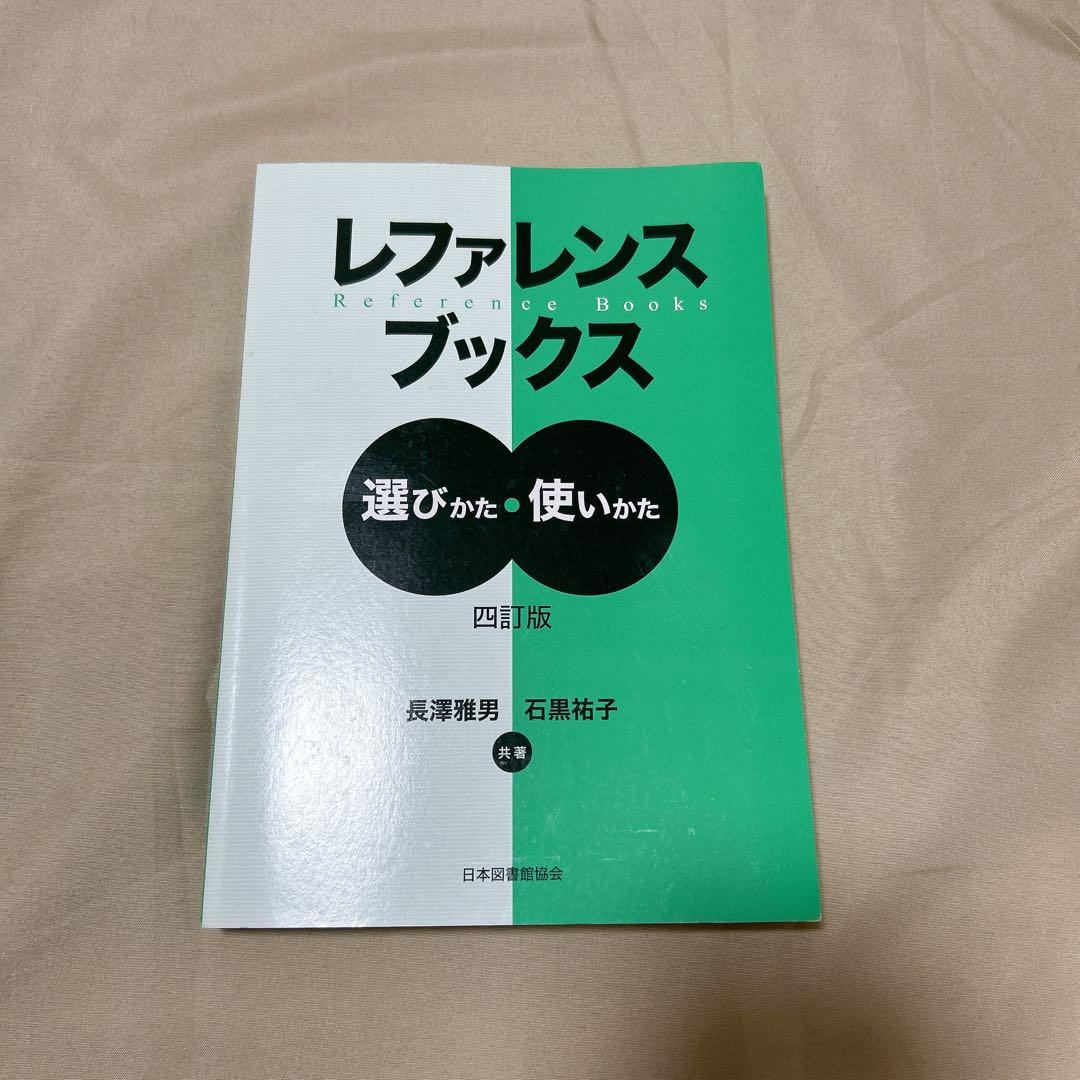 レファレンス
Reference Books
ブックス
選びかた・使いかた
四訂版
長澤雅男 石黒祐子
共著
日本図書館協会